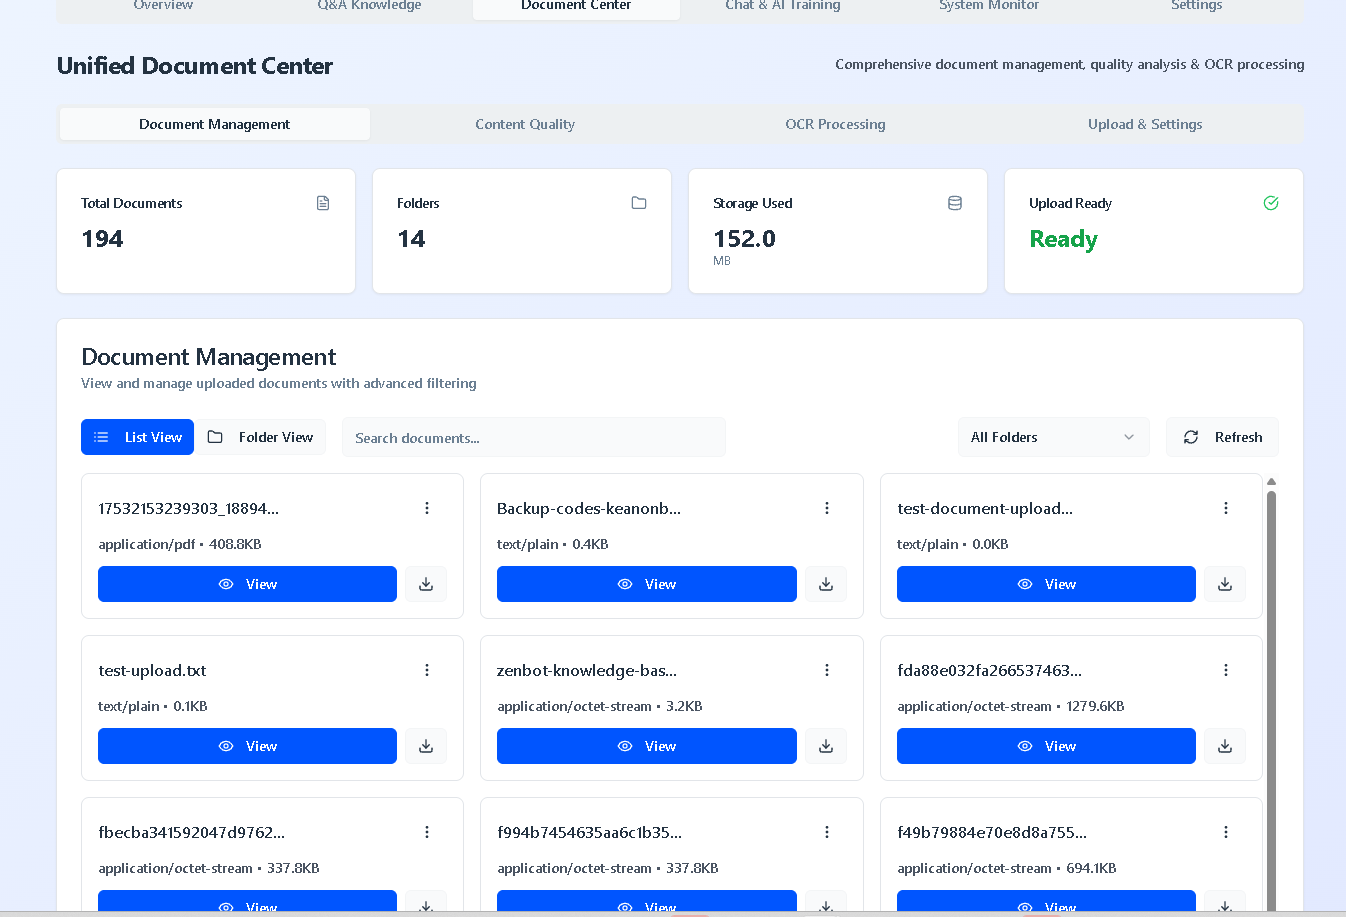 Overview
Q&A Knowledge
Document Center
Chat & AI Training
System Monitor
Settings
Unified Document Center
Comprehensive document management, quality analysis & OCR processing
Document Management
Content Quality
OCR Processing
Upload & Settings
Total Documents
194
Folders
14
Storage Used
152.0
MB
Upload Ready
Ready
Document Management
View and manage uploaded documents with advanced filtering
List View
Folder View
Search documents...
All Folders
Refresh
17532153239303_18894...
application/pdf • 408.8KB
View
Backup-codes-keanonb...
text/plain • 0.4KB
View
test-document-upload...
text/plain • 0.0KB
View
test-upload.txt
text/plain • 0.1KB
View
zenbot-knowledge-bas...
application/octet-stream • 3.2KB
View
fda88e032fa266537463...
application/octet-stream • 1279.6KB
View
fbecba341592047d9762...
application/octet-stream • 337.8KB
View
f994b7454635aa6c1b35...
application/octet-stream • 337.8KB
View
f49b79884e70e8d8a755...
application/octet-stream • 694.1KB
View